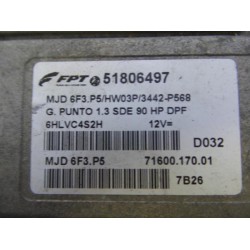 FPT 51806497
MJD 6F3.P5/HW03P/3442-P568
G. PUNTO 1.3 SDE 90 HP DPF
6HLVC4S2H 12V=
D032
MJD 6F3.P5 71600.170.01
7B26